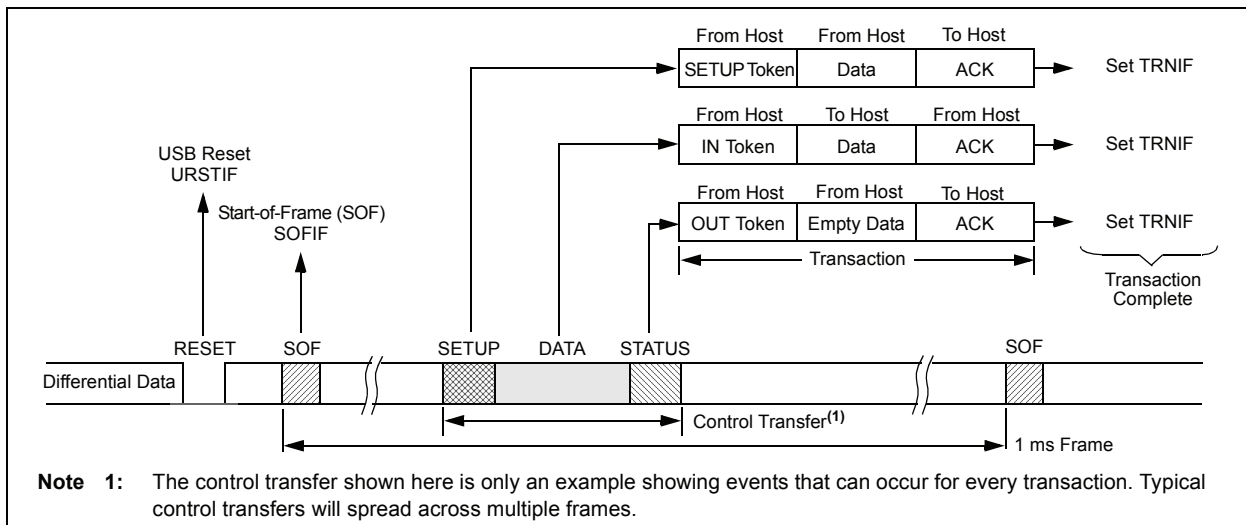 From Host From Host To Host
SETUP Token Data ACK Set TRNIF
From Host To Host From Host
IN Token Data ACK Set TRNIF
USB Reset
URSTIF
From Host From Host To Host
Start-of-Frame (SOF)
SOFIF
OUT Token Empty Data ACK Set TRNIF
Transaction
Transaction
Complete
RESET SOF SETUP DATA STATUS SOF
Differential Data
Control Transfer(1)
1 ms Frame
Note 1: The control transfer shown here is only an example showing events that can occur for every transaction. Typical
control transfers will spread across multiple frames.